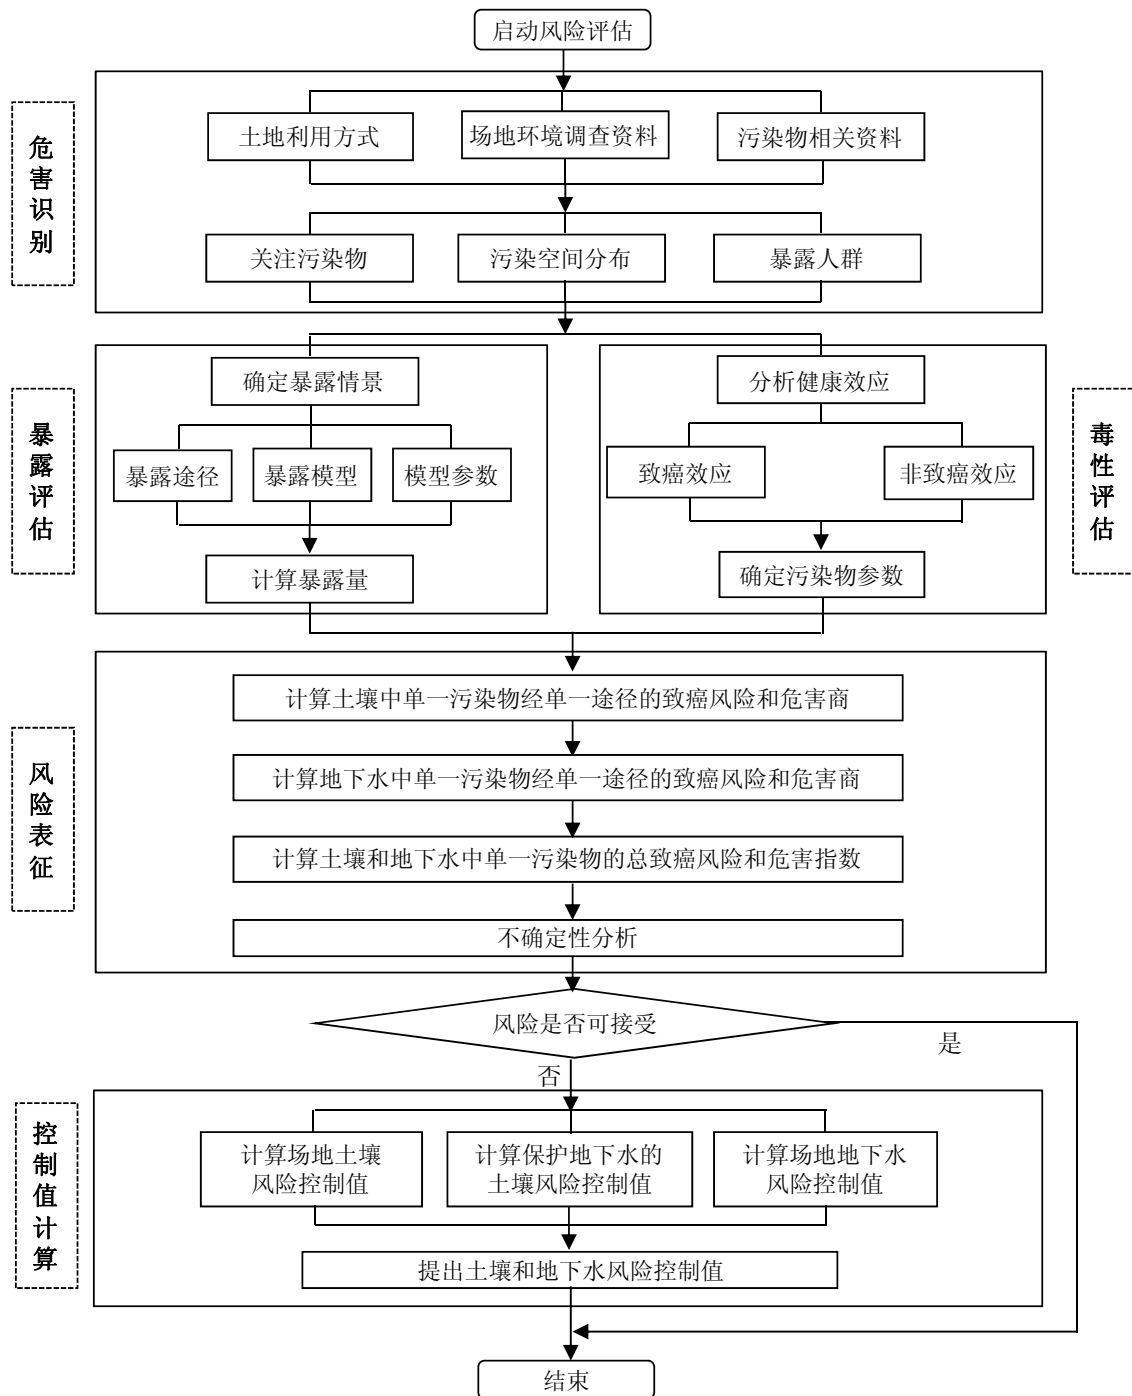 启动风险评估
危害识别
土地利用方式
场地环境调查资料
污染物相关资料
关注污染物
污染空间分布
暴露人群
暴露评估
确定暴露情景
暴露途径
暴露模型
模型参数
计算暴露量
毒性评估
分析健康效应
致癌效应
非致癌效应
确定污染物参数
风险表征
计算土壤中单一污染物经单一途径的致癌风险和危害商
计算地下水中单一污染物经单一途径的致癌风险和危害商
计算土壤和地下水中单一污染物的总致癌风险和危害指数
不确定性分析
风险是否可接受
是
否
控制值计算
计算场地土壤
风险控制值
计算保护地下水的
土壤风险控制值
计算场地地下水
风险控制值
提出土壤和地下水风险控制值
结束